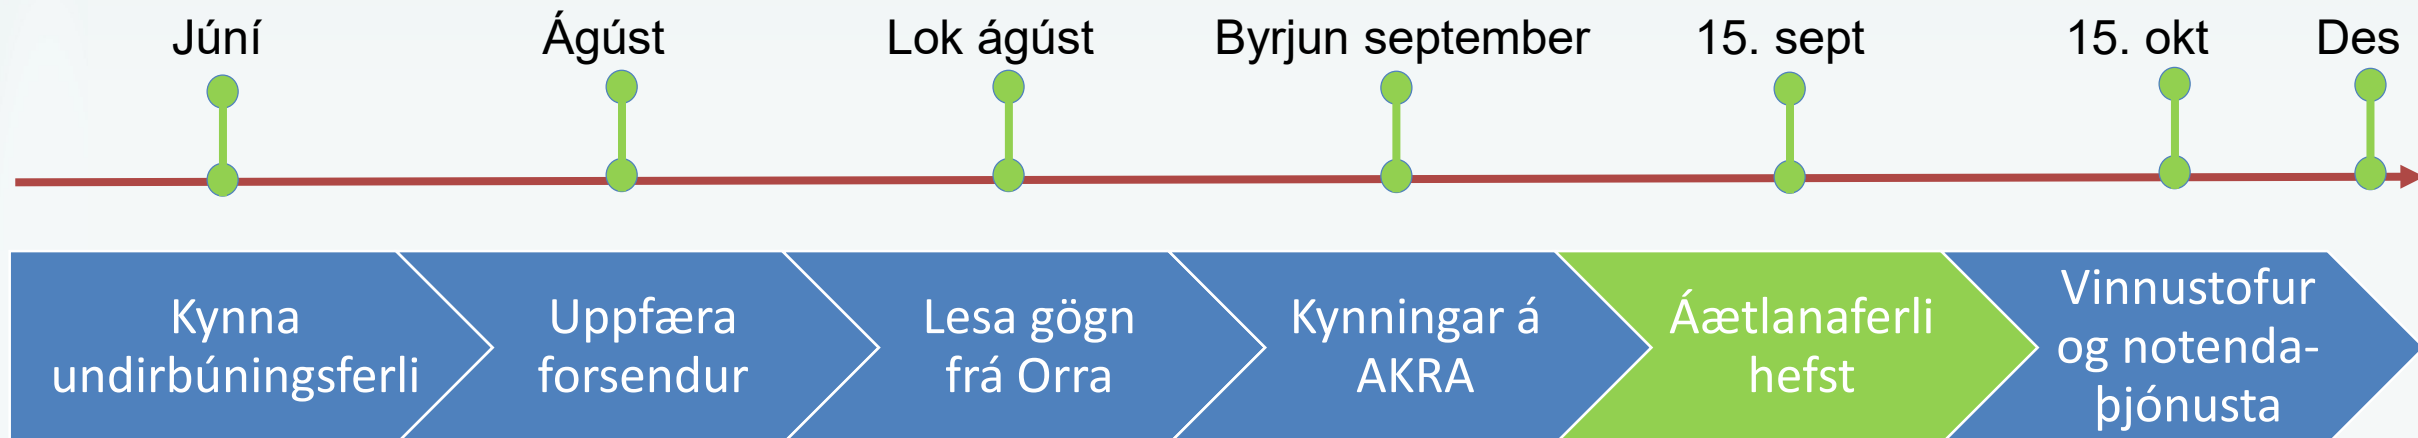 Júní
Ágúst
Lok ágúst
Byrjun september
15. sept
15. okt
Des
Kynna
undirbúningsferli
Uppfæra
forsendur
Lesa gögn
frá Orra
Kynningar á
AKRA
Áætlanaferli
hefst
Vinnustofur
og notenda-
þjónusta